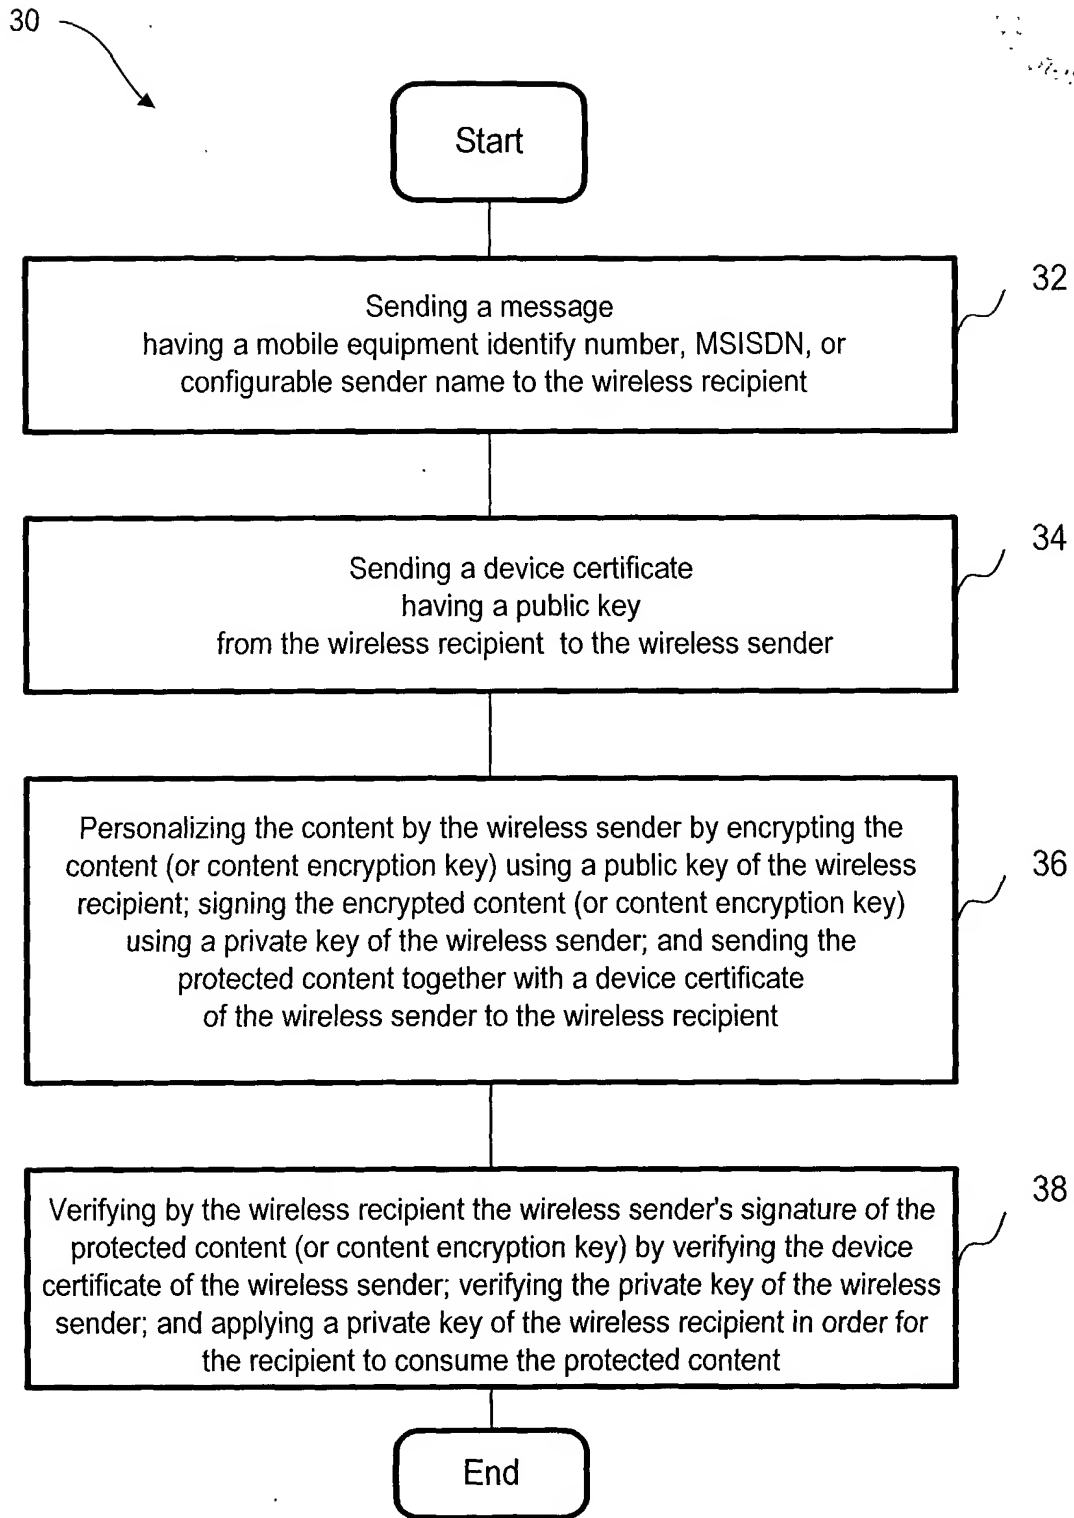 30
Start
32
Sending a message
having a mobile equipment identify number, MSISDN, or
configurable sender name to the wireless recipient
34
Sending a device certificate
having a public key
from the wireless recipient to the wireless sender
Personalizing the content by the wireless sender by encrypting the
content (or content encryption key) using a public key of the wireless
36
recipient; signing the encrypted content (or content encryption key)
using a private key of the wireless sender; and sending the
protected content together with a device certificate
of the wireless sender to the wireless recipient
38
Verifying by the wireless recipient the wireless sender's signature of the
protected content (or content encryption key) by verifying the device
certificate of the wireless sender; verifying the private key of the wireless
sender; and applying a private key of the wireless recipient in order for
the recipient to consume the protected content
End